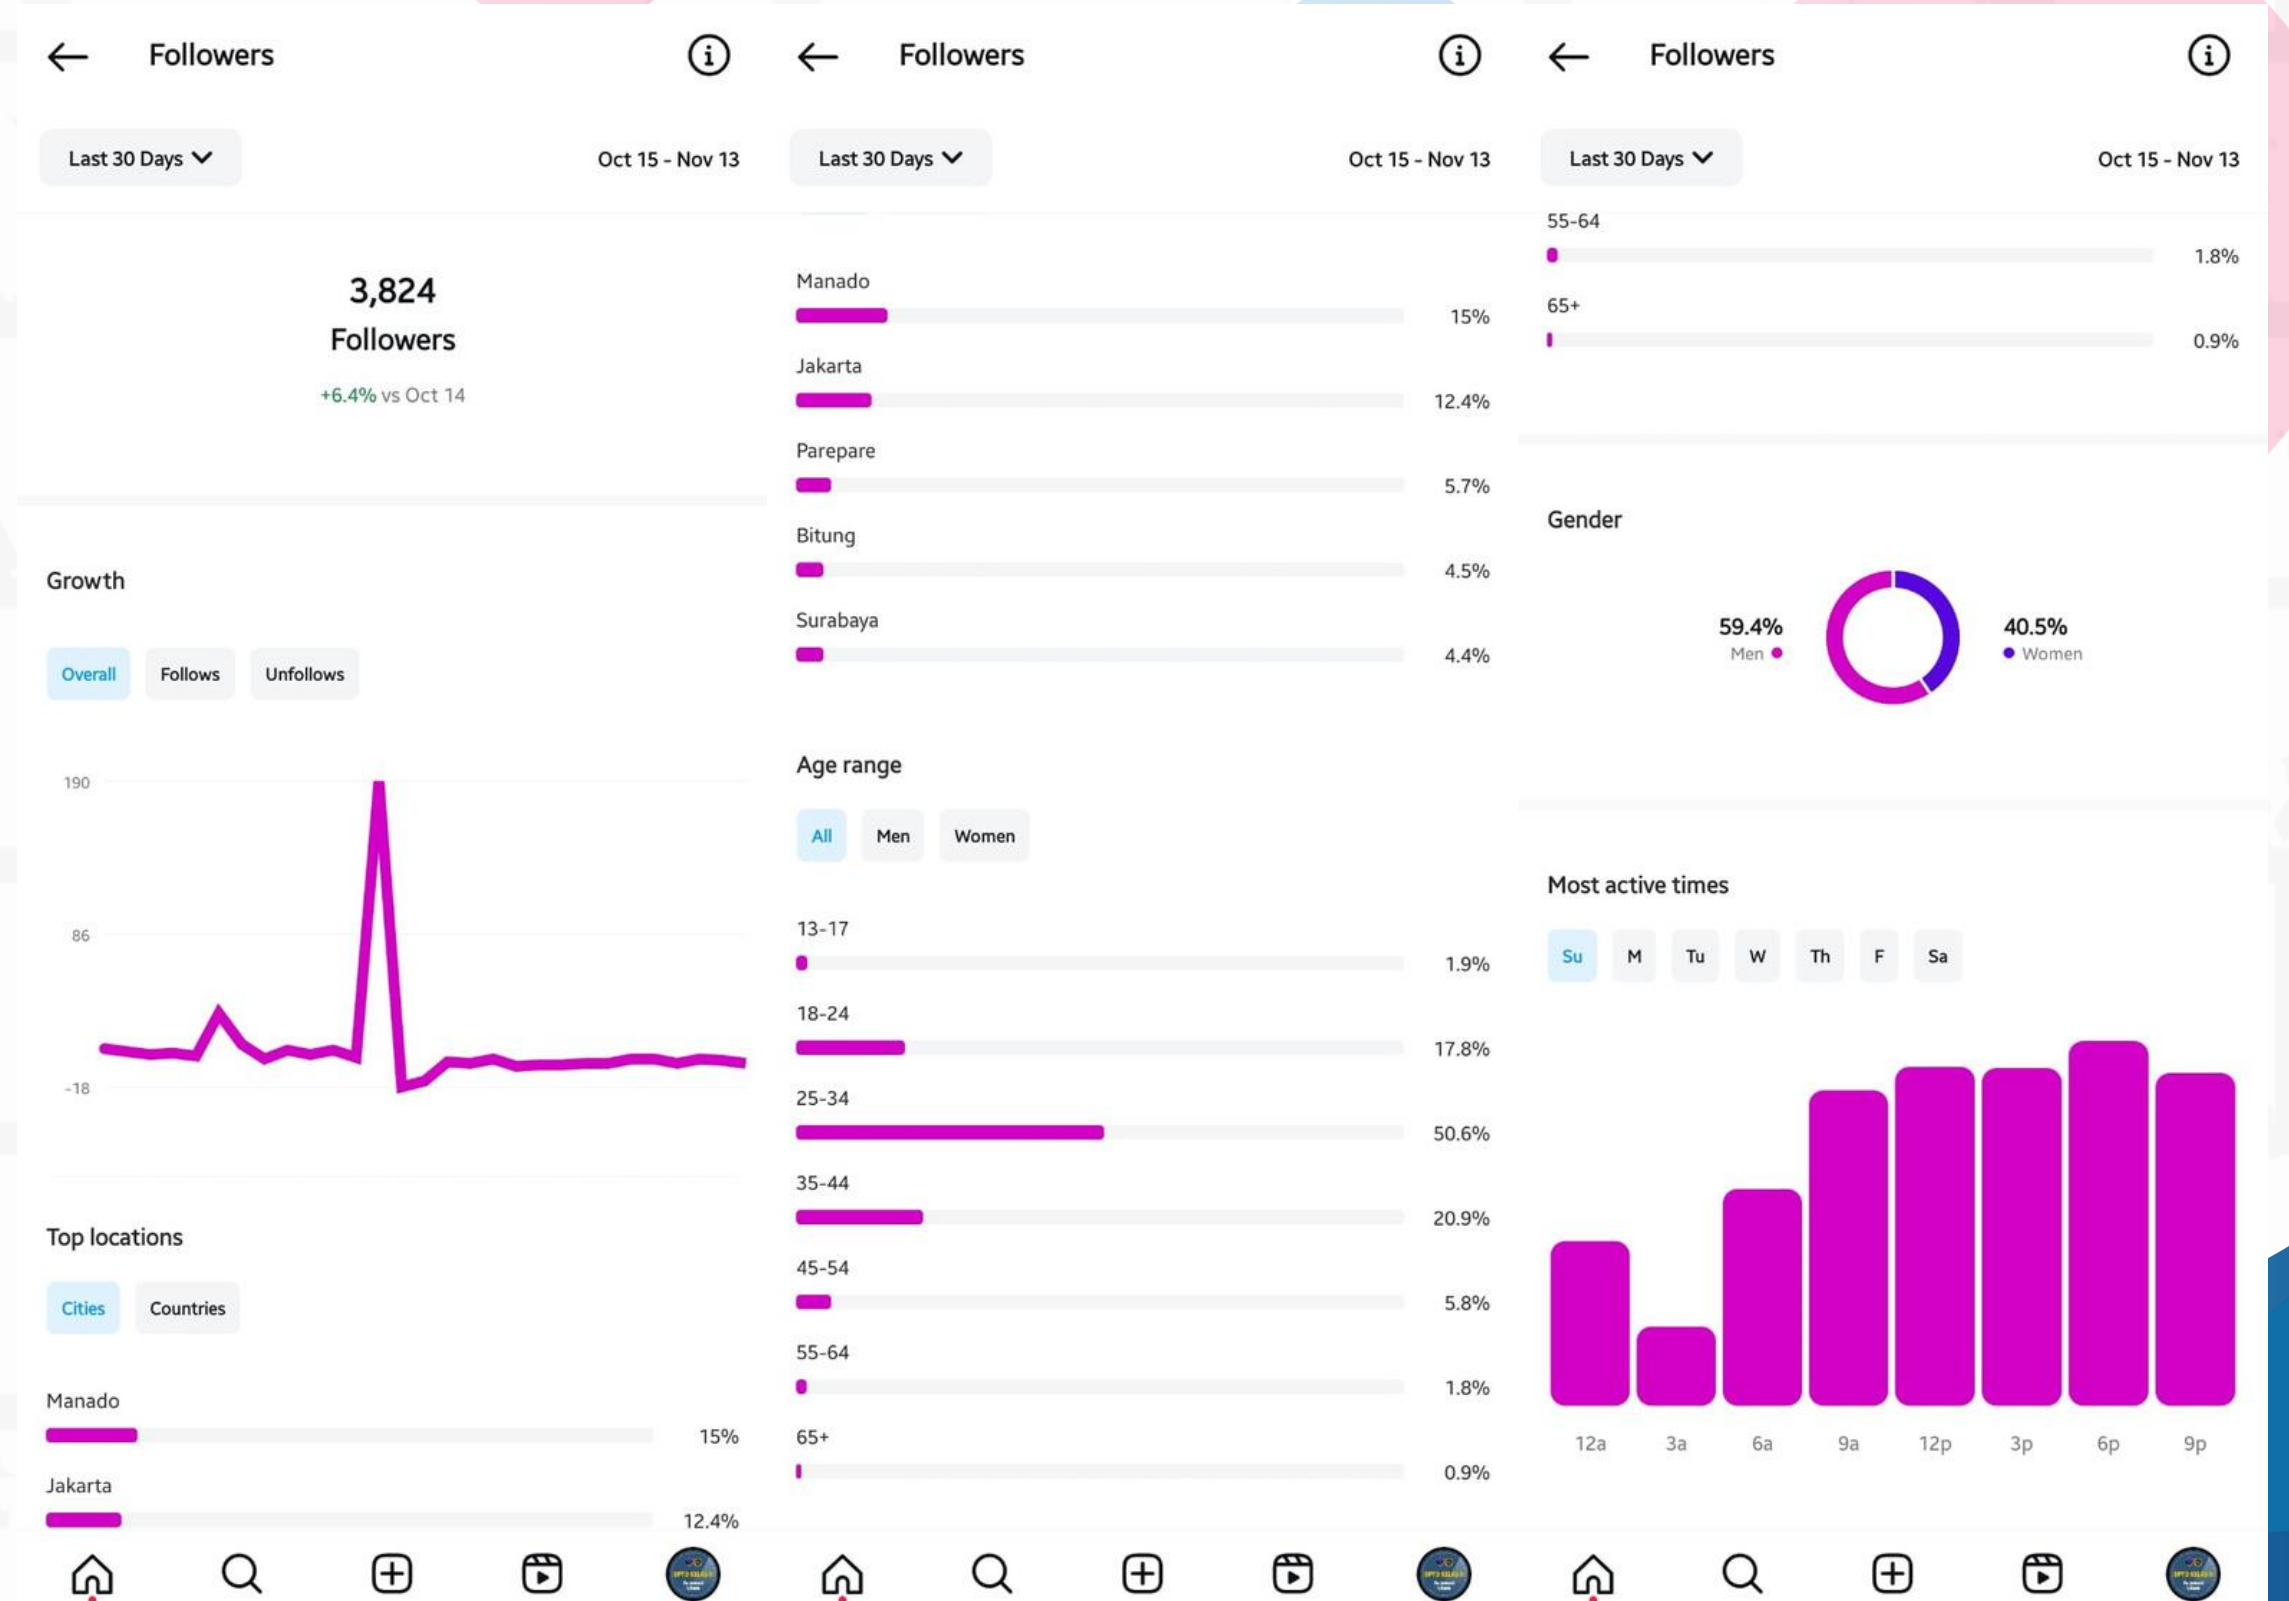 Followers
Last 30 Days
Oct 15 - Nov 13
3,824
Followers
+6.4% vs Oct 14
Growth
Overall Follows Unfollows
190
86
-18
Top locations
Cities Countries
Manado
15%
Jakarta
12.4%
Followers
Last 30 Days
Oct 15 - Nov 13
Manado
15%
Jakarta
12.4%
Parepare
5.7%
Bitung
4.5%
Surabaya
4.4%
Age range
All Men Women
13-17
1.9%
18-24
17.8%
25-34
50.6%
35-44
20.9%
45-54
5.8%
55-64
1.8%
65+
0.9%
Followers
Last 30 Days
Oct 15 - Nov 13
55-64
1.8%
65+
0.9%
Gender
59.4%
Men
40.5%
Women
Most active times
Su M Tu W Th F Sa
12a 3a 6a 9a 12p 3p 6p 9p